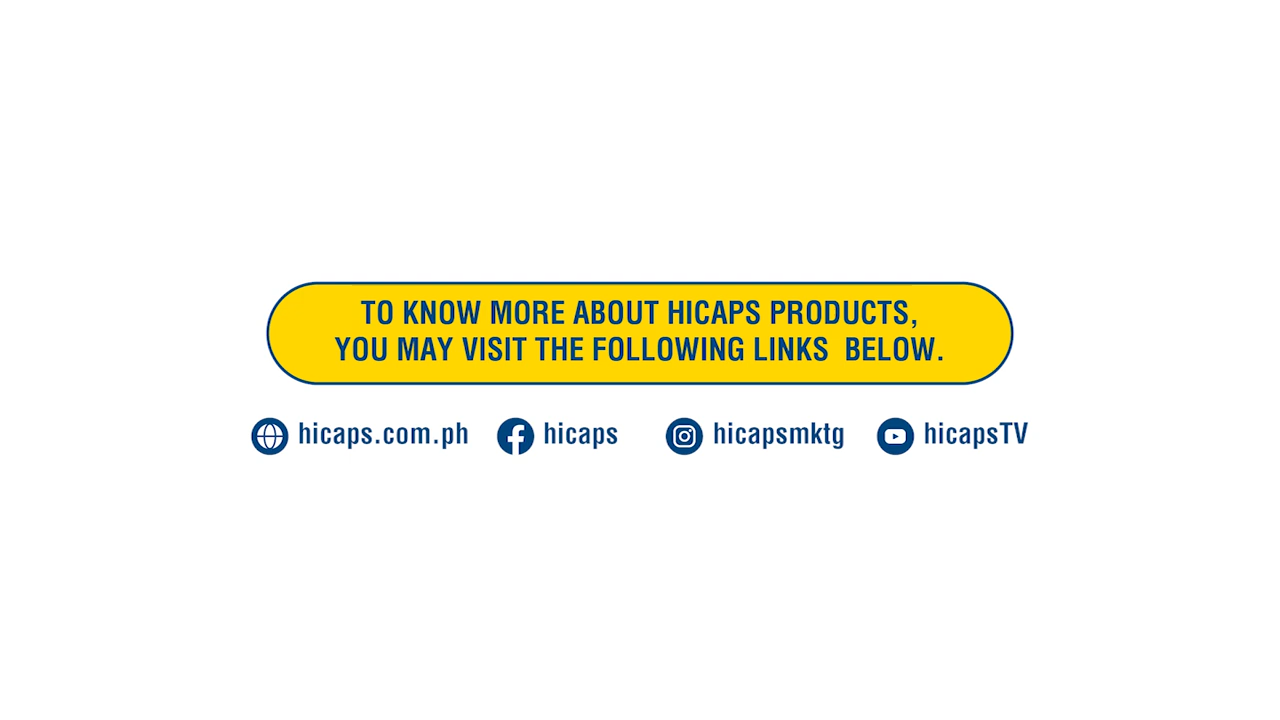 TO KNOW MORE ABOUT HICAPS PRODUCTS,
YOU MAY VISIT THE FOLLOWING LINKS  BELOW.
hicaps.com.ph hicaps hicapsmktg hicapsTV